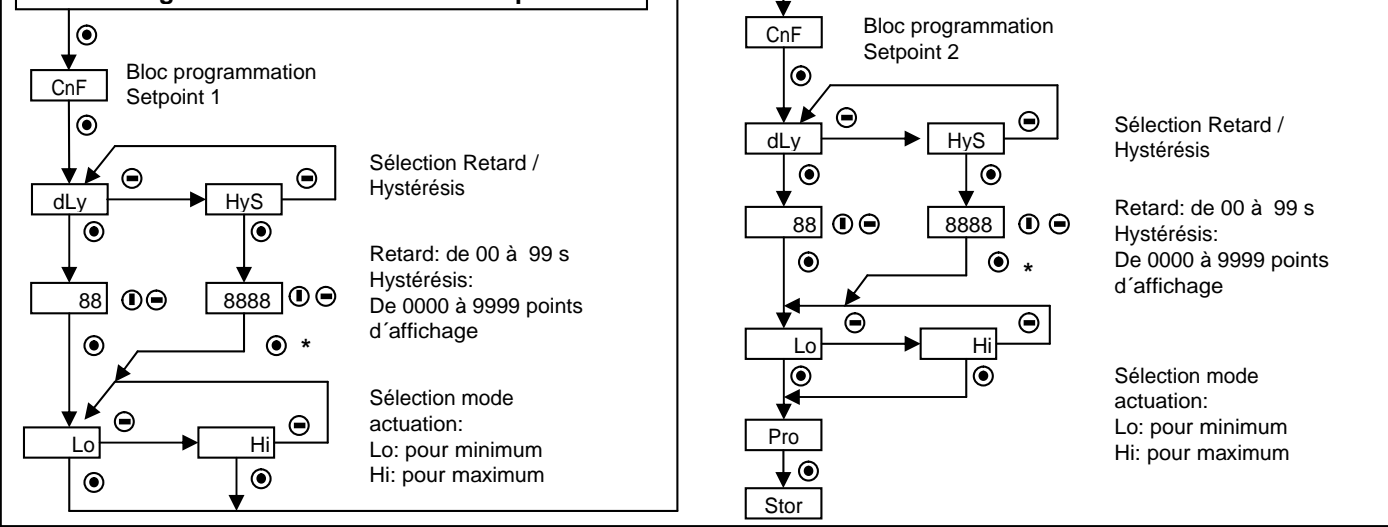 CnF
Bloc programmation
Setpoint 1
dLy
HyS
Sélection Retard /
Hystérésis
88
8888
*
Retard: de 00 à 99 s
Hystérésis:
De 0000 à 9999 points
d´affichage
Lo
Hi
Sélection mode
actuation:
Lo: pour minimum
Hi: pour maximum
CnF
Bloc programmation
Setpoint 2
dLy
HyS
Sélection Retard /
Hystérésis
88
8888
*
Retard: de 00 à 99 s
Hystérésis:
De 0000 à 9999 points
d´affichage
Lo
Hi
Sélection mode
actuation:
Lo: pour minimum
Hi: pour maximum
Pro
Stor